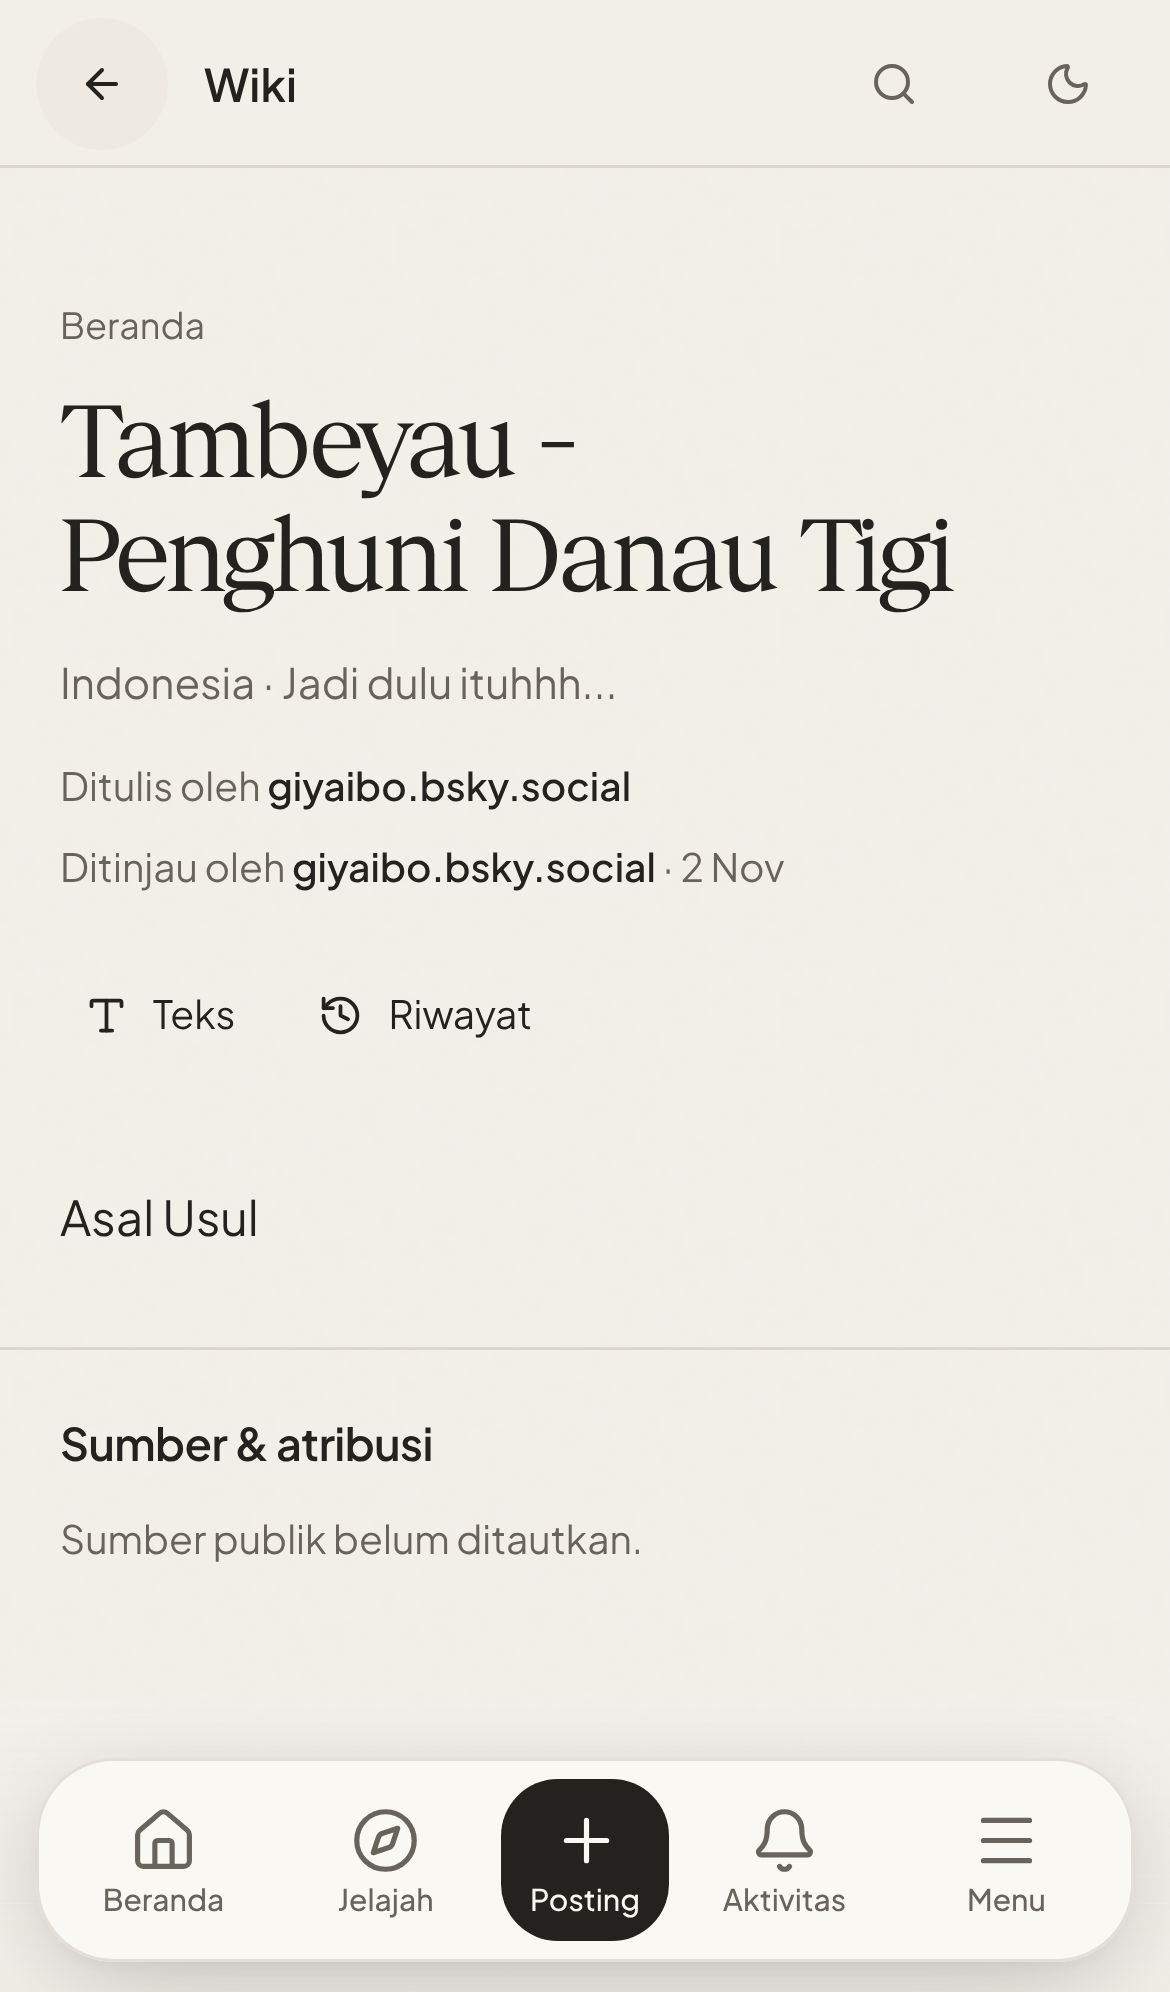 Wiki
Beranda
Tambeyau -
Penghuni Danau Tigi
Indonesia · Jadi dulu ituhhh...
Ditulis oleh giyaibo.bsky.social
Ditinjau oleh giyaibo.bsky.social · 2 Nov
Teks Riwayat
Asal Usul
Sumber & atribusi
Sumber publik belum ditautkan.
Beranda Jelajah Posting Aktivitas Menu